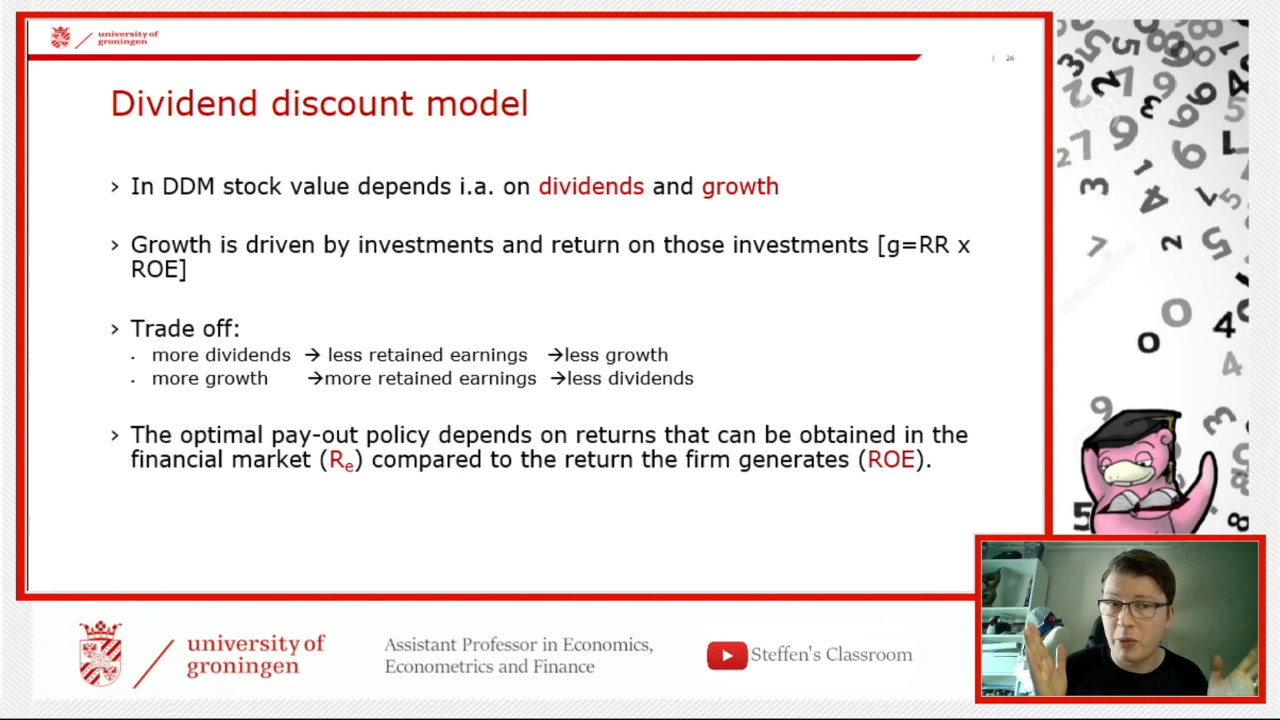 university of
groningen
| 26
Dividend discount model
› In DDM stock value depends i.a. on dividends and growth
› Growth is driven by investments and return on those investments [g=RR x
ROE]
› Trade off:
• more dividends → less retained earnings →less growth
• more growth →more retained earnings →less dividends
› The optimal pay-out policy depends on returns that can be obtained in the
financial market (Re) compared to the return the firm generates (ROE).
university of
groningen
Assistant Professor in Economics,
Econometrics and Finance
Steffen's Classroom